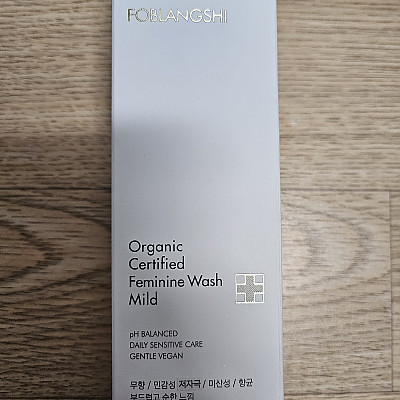 FOBLANGSHI
Organic
Certified
Feminine Wash
Mild
pH BALANCED
DAILY SENSITIVE CARE
GENTLE VEGAN
무향 / 민감성 저자극 / 미산성 / 항균
부드럽고 순한 느낌